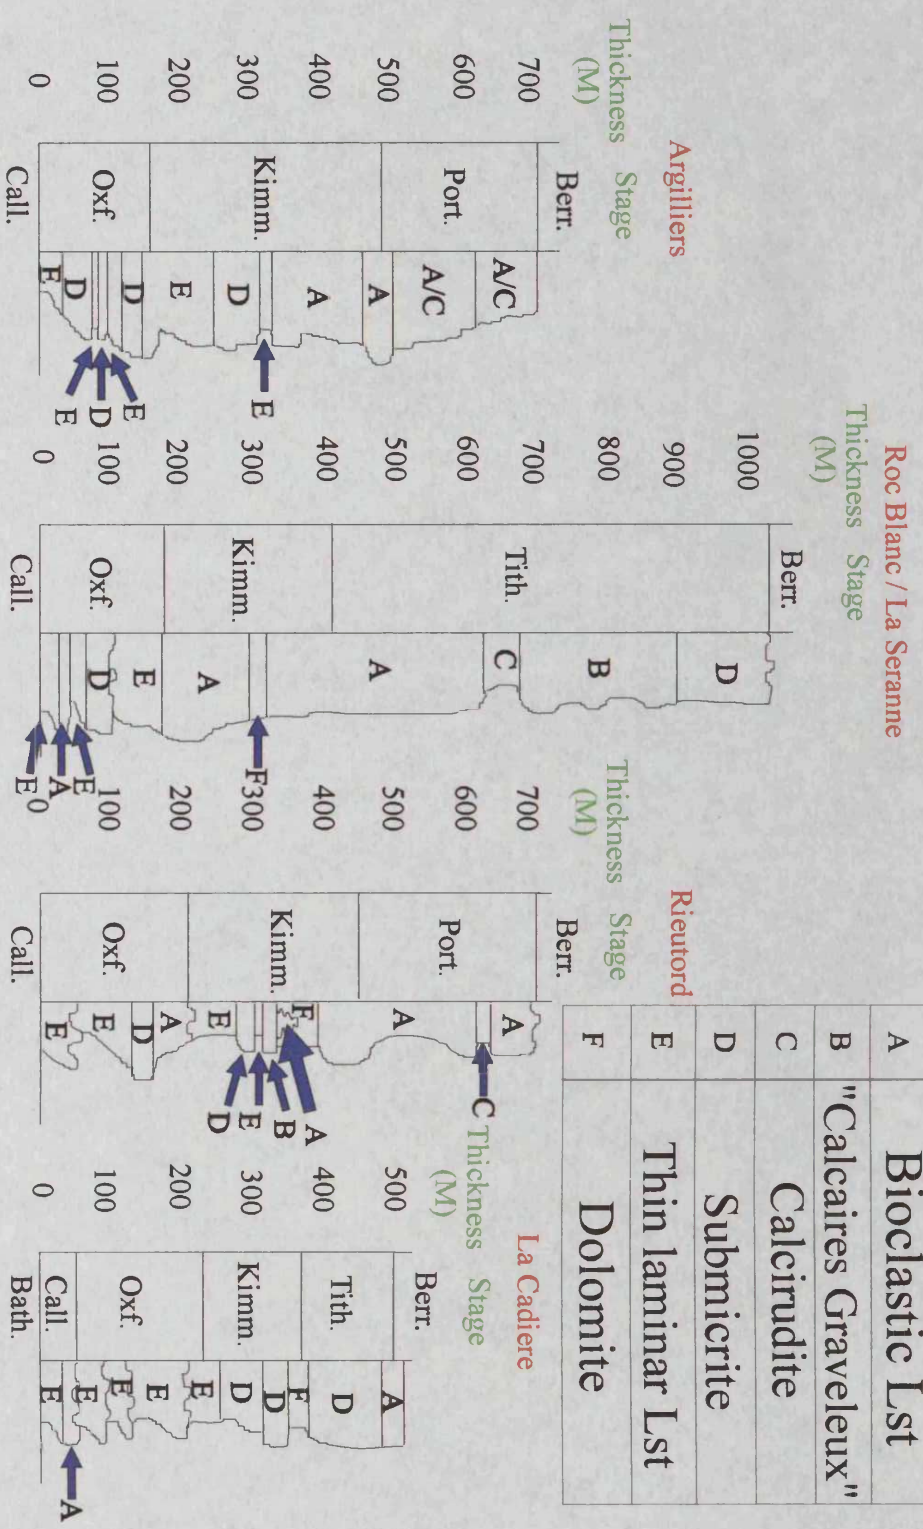 Argilliers
Thickness Stage
(M)
700
600
500
400
300
200
100
0
Berr.
Port.
Kimm.
Oxf.
Call.
A/C
A/C
A
A
E
D
E
D
E
D
E
D
E
Roc Blanc / La Seranne
Thickness Stage
(M)
1000
900
800
700
600
500
400
300
200
100
0
Berr.
Tith.
Kimm.
Oxf.
Call.
D
B
C
A
F
A
E
D
E
A
E
Rieutord
Thickness Stage
(M)
700
600
500
400
300
200
100
0
Berr.
Port.
Kimm.
Oxf.
Call.
A
C
A
F
A
B
E
D
E
A
D
E
E
La Cadiere
Thickness Stage
(M)
500
400
300
200
100
0
Berr.
Tith.
Kimm.
Oxf.
Call.
Bath.
A
D
F
D
D
E
E
E
E
A
E
A Bioclastic Lst
B "Calcaires Graveleux"
C Calcirudite
D Submicrite
E Thin laminar Lst
F Dolomite